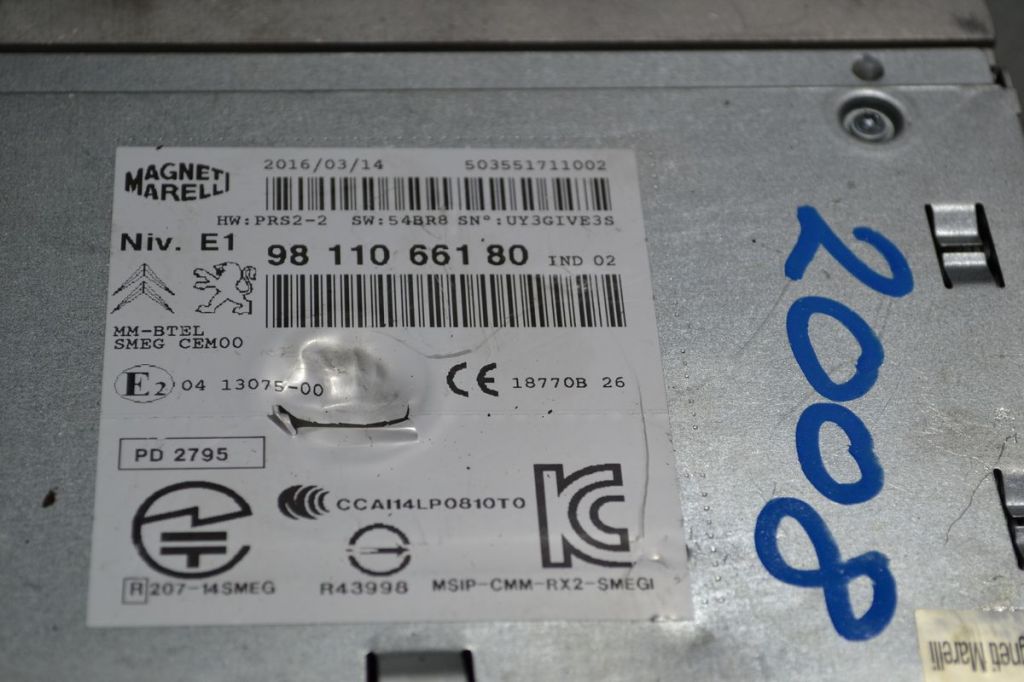 MAGNETI
MARELLI
2016/03/14 503551711002
HW:PRS2-2 SW:54BR8 SN°:UY3GIVE3S
Niv. E1
98 110 661 80 IND 02
MM-BTEL
SMEG CEM00
E2 04 13075-00
CE 18770B 26
PD 2795
CCAI14LP0810T0
R 207-14SMEG
R43998
MSIP-CMM-RX2-SMEGI
2008
Marelli